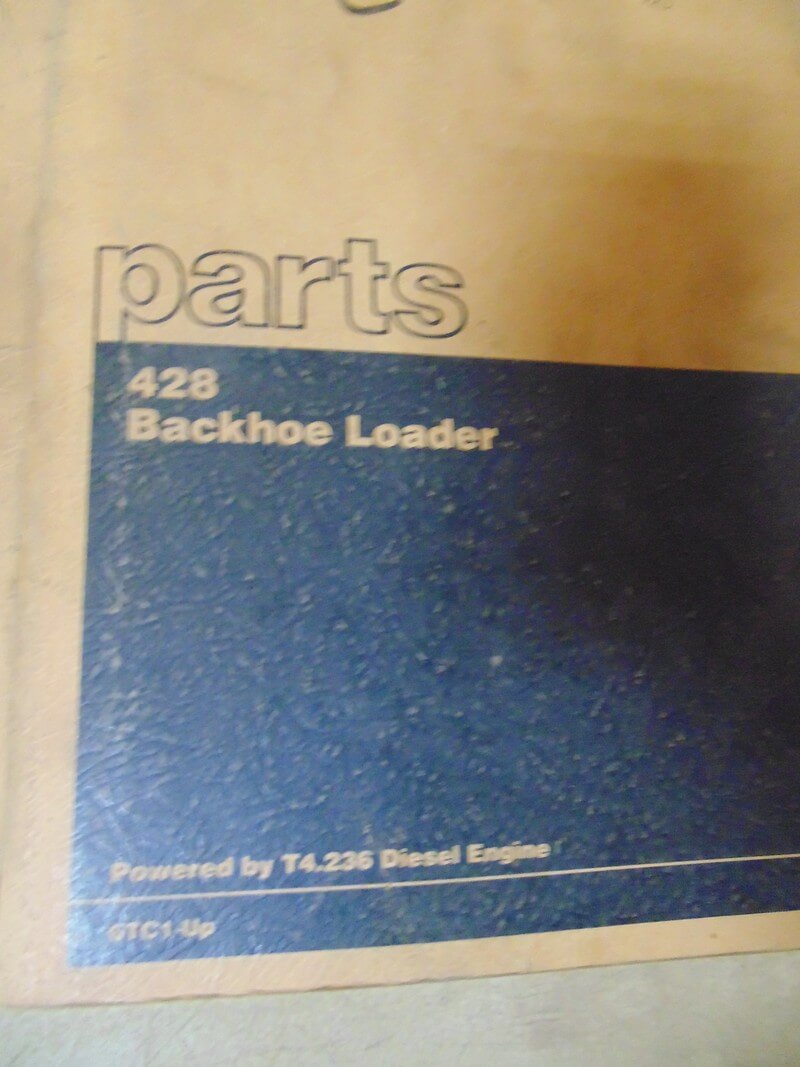 parts
428
Backhoe Loader
Powered by T4.236 Diesel Engine
6TC1-Up